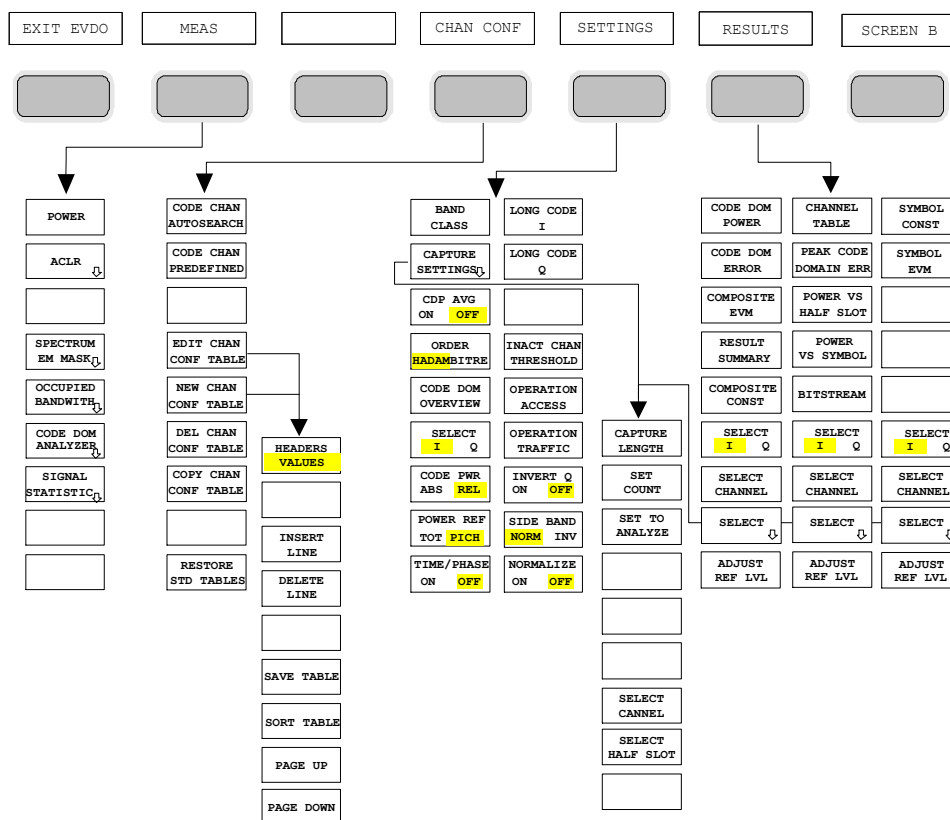 EXIT EVDO
MEAS
CHAN CONF
SETTINGS
RESULTS
SCREEN B
POWER
ACLR
SPECTRUM
EM MASK
OCCUPIED
BANDWITH
CODE DOM
ANALYZER
SIGNAL
STATISTIC
CODE CHAN
AUTOSEARCH
CODE CHAN
PREDEFINED
EDIT CHAN
CONF TABLE
NEW CHAN
CONF TABLE
DEL CHAN
CONF TABLE
COPY CHAN
CONF TABLE
RESTORE
STD TABLES
HEADERS
VALUES
INSERT
LINE
DELETE
LINE
SAVE TABLE
SORT TABLE
PAGE UP
PAGE DOWN
BAND
CLASS
CAPTURE
SETTINGS
CDP AVG
ON OFF
ORDER
HADAMBITRE
CODE DOM
OVERVIEW
SELECT
I Q
CODE PWR
ABS REL
POWER REF
TOT PICH
TIME/PHASE
ON OFF
LONG CODE
I
LONG CODE
Q
INACT CHAN
THRESHOLD
OPERATION
ACCESS
OPERATION
TRAFFIC
INVERT Q
ON OFF
SIDE BAND
NORM INV
NORMALIZE
ON OFF
CAPTURE
LENGTH
SET
COUNT
SET TO
ANALYZE
SELECT
CANNEL
SELECT
HALF SLOT
CODE DOM
POWER
CODE DOM
ERROR
COMPOSITE
EVM
RESULT
SUMMARY
COMPOSITE
CONST
SELECT
I Q
SELECT
CHANNEL
SELECT
ADJUST
REF LVL
CHANNEL
TABLE
PEAK CODE
DOMAIN ERR
POWER VS
HALF SLOT
POWER
VS SYMBOL
BITSTREAM
SELECT
I Q
SELECT
CHANNEL
SELECT
ADJUST
REF LVL
SYMBOL
CONST
SYMBOL
EVM
SELECT
I Q
SELECT
CHANNEL
SELECT
ADJUST
REF LVL